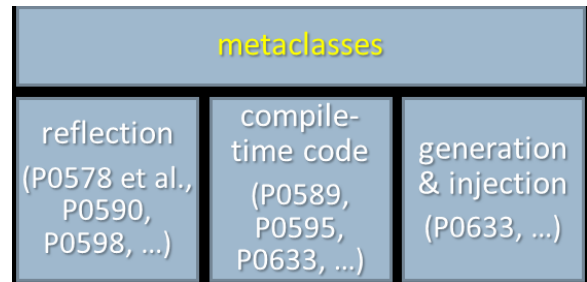 metaclasses
reflection
(P0578 et al.,
P0590,
P0598, ...)
compile-
time code
(P0589,
P0595,
P0633, ...)
generation
& injection
(P0633, ...)